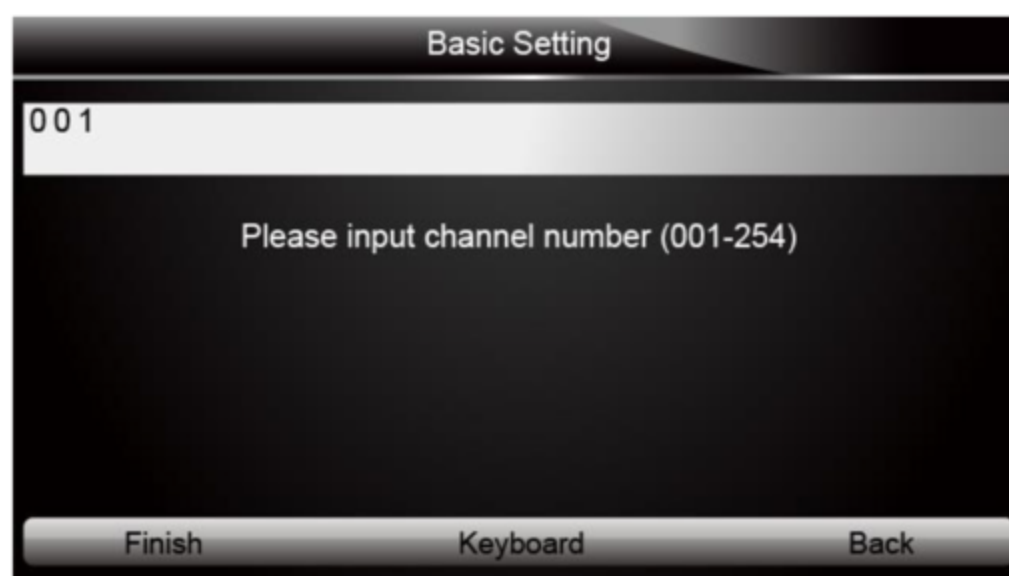 Basic Setting
001
Please input channel number (001-254)
Finish Keyboard Back